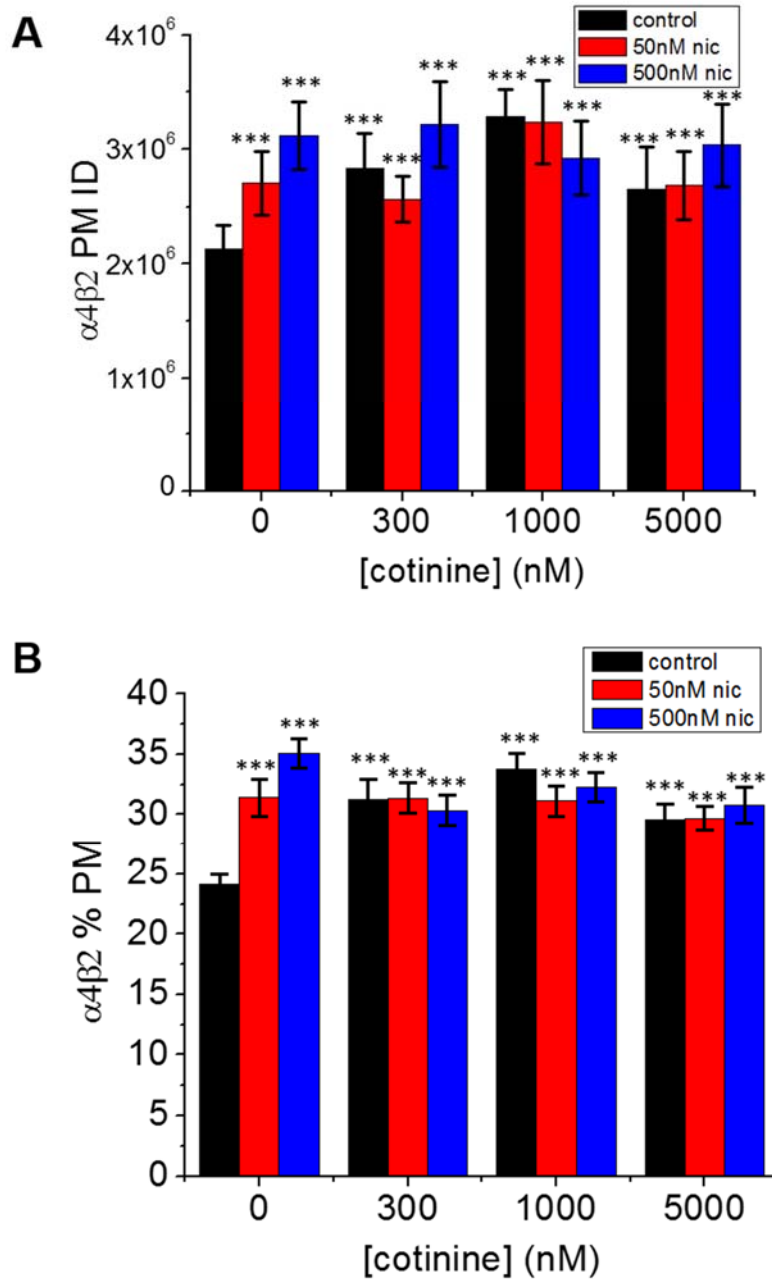 A
control
50nM nic
500nM nic
4x10⁶
3x10⁶
2x10⁶
1x10⁶
0
α4β2 PM ID
*** *** *** *** *** *** *** *** *** *** ***
0 300 1000 5000
[cotinine] (nM)
B
control
50nM nic
500nM nic
40
35
30
25
20
15
10
5
0
α4β2 % PM
*** *** *** *** *** *** *** *** *** *** ***
0 300 1000 5000
[cotinine] (nM)